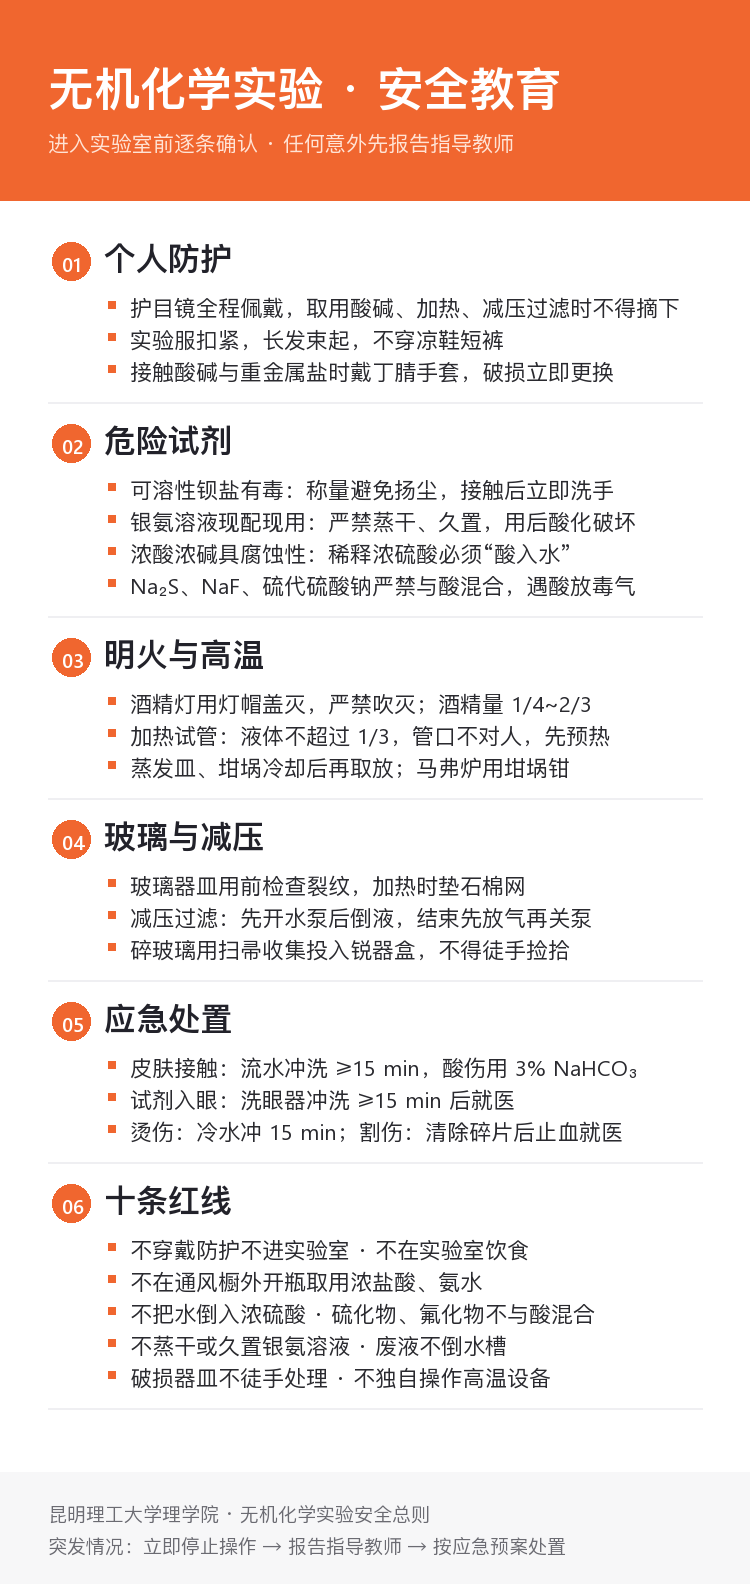 无机化学实验 · 安全教育
进入实验室前逐条确认 · 任何意外先报告指导教师
01 个人防护
护目镜全程佩戴，取用酸碱、加热、减压过滤时不得摘下
实验服扣紧，长发束起，不穿凉鞋短裤
接触酸碱与重金属盐时戴丁腈手套，破损立即更换
02 危险试剂
可溶性钡盐有毒：称量避免扬尘，接触后立即洗手
银氨溶液现配现用：严禁蒸干、久置，用后酸化破坏
浓酸浓碱具腐蚀性：稀释浓硫酸必须“酸入水”
Na₂S、NaF、硫代硫酸钠严禁与酸混合，遇酸放毒气
03 明火与高温
酒精灯用灯帽盖灭，严禁吹灭；酒精量 1/4~2/3
加热试管：液体不超过 1/3，管口不对人，先预热
蒸发皿、坩埚冷却后再取放；马弗炉用坩埚钳
04 玻璃与减压
玻璃器皿用前检查裂纹，加热时垫石棉网
减压过滤：先开水泵后倒液，结束先放气再关泵
碎玻璃用扫帚收集投入锐器盒，不得徒手捡拾
05 应急处置
皮肤接触：流水冲洗 ≥15 min，酸伤用 3% NaHCO₃
试剂入眼：洗眼器冲洗 ≥15 min 后就医
烫伤：冷水冲 15 min；割伤：清除碎片后止血就医
06 十条红线
不穿戴防护不进实验室 · 不在实验室饮食
不在通风橱外开瓶取用浓盐酸、氨水
不把水倒入浓硫酸 · 硫化物、氟化物不与酸混合
不蒸干或久置银氨溶液 · 废液不倒水槽
破损器皿不徒手处理 · 不独自操作高温设备
昆明理工大学理学院 · 无机化学实验安全总则
突发情况：立即停止操作 → 报告指导教师 → 按应急预案处置